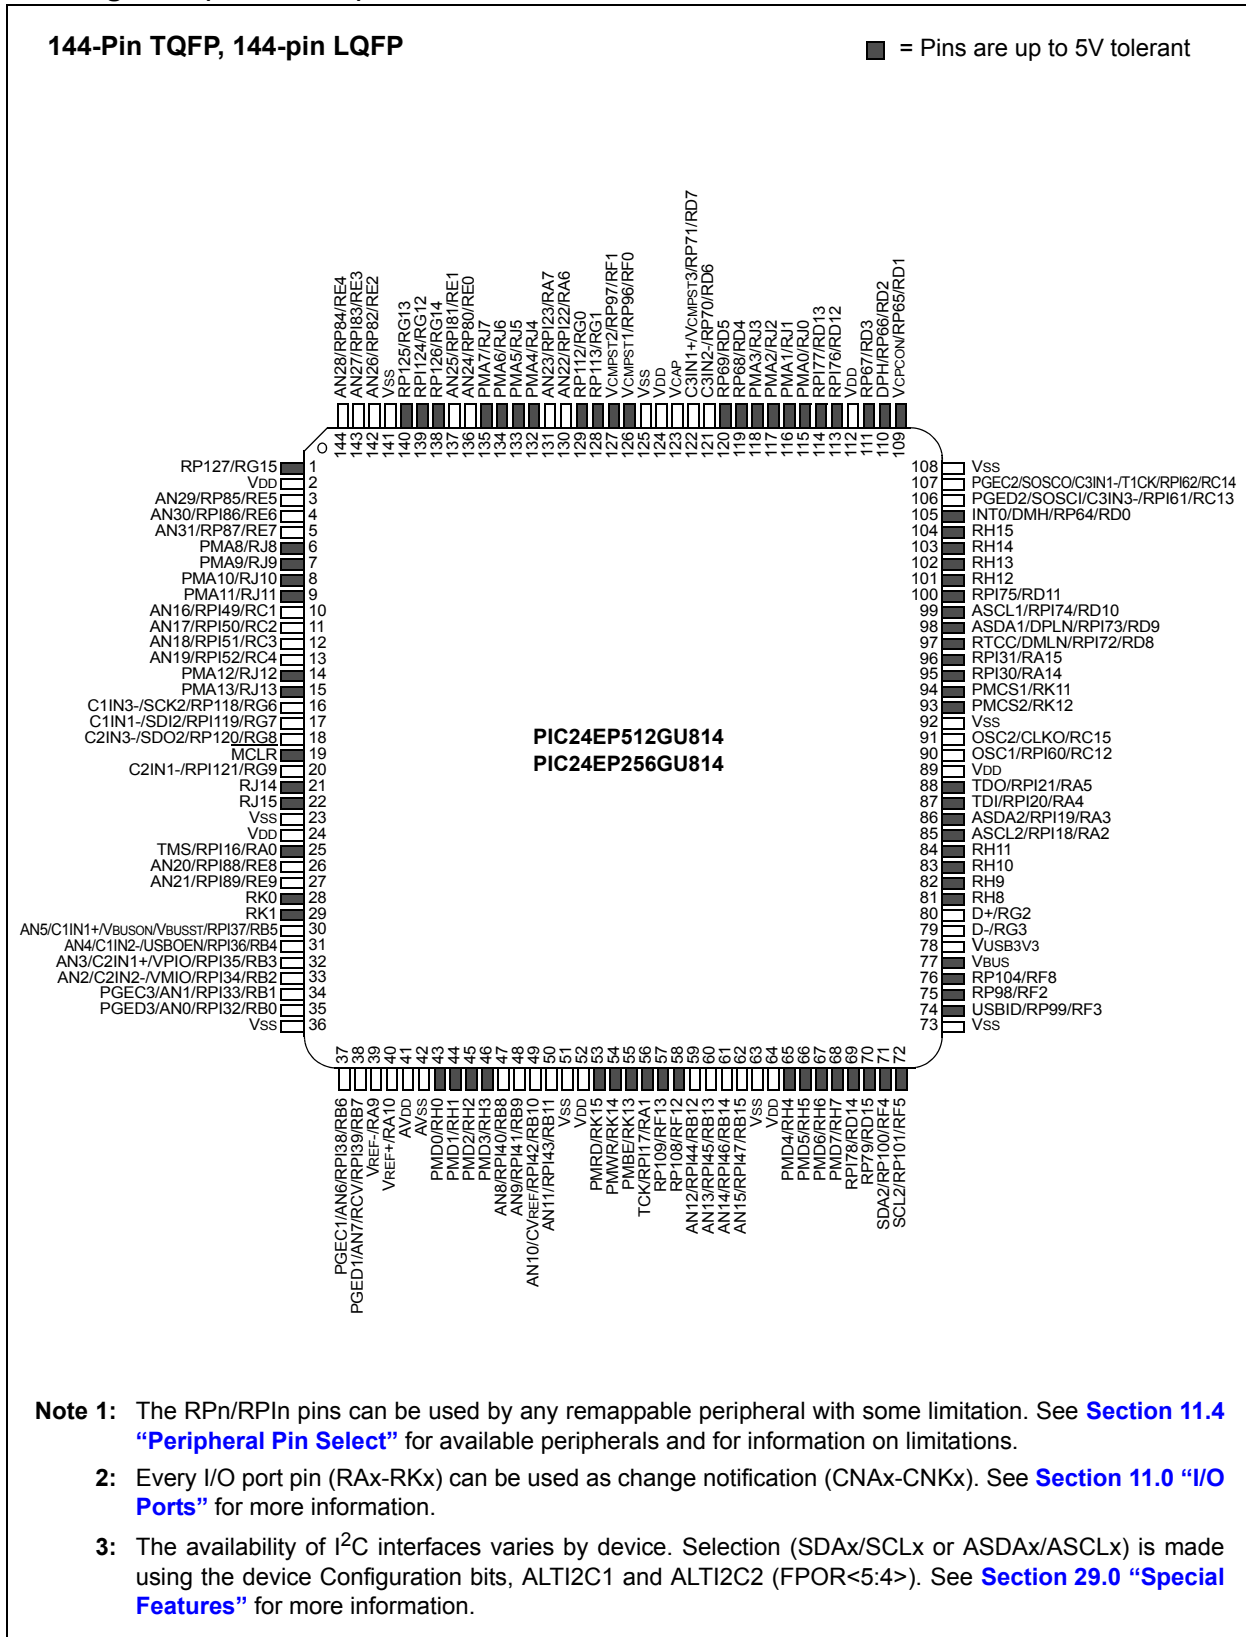 144-Pin TQFP, 144-pin LQFP
= Pins are up to 5V tolerant
AN28/RP84/RE4 144
AN27/RPI83/RE3 143
AN26/RP82/RE2 142
VSS 141
RP125/RG13 140
RPI124/RG12 139
RP126/RG14 138
AN25/RPI81/RE1 137
AN24/RP80/RE0 136
PMA7/RJ7 135
PMA6/RJ6 134
PMA5/RJ5 133
PMA4/RJ4 132
AN23/RPI23/RA7 131
AN22/RPI22/RA6 130
RP112/RG0 129
RP113/RG1 128
VCMPST2/RP97/RF1 127
VCMPST1/RP96/RF0 126
VSS 125
VDD 124
VCAP 123
C3IN1+/VCMPST3/RP71/RD7 122
C3IN2-/RP70/RD6 121
RP69/RD5 120
RP68/RD4 119
PMA3/RJ3 118
PMA2/RJ2 117
PMA1/RJ1 116
PMA0/RJ0 115
RPI77/RD13 114
RPI76/RD12 113
VDD 112
RP67/RD3 111
DPH/RP66/RD2 110
VCPCON/RP65/RD1 109
RP127/RG15 1
VDD 2
AN29/RP85/RE5 3
AN30/RPI86/RE6 4
AN31/RP87/RE7 5
PMA8/RJ8 6
PMA9/RJ9 7
PMA10/RJ10 8
PMA11/RJ11 9
AN16/RPI49/RC1 10
AN17/RPI50/RC2 11
AN18/RPI51/RC3 12
AN19/RPI52/RC4 13
PMA12/RJ12 14
PMA13/RJ13 15
C1IN3-/SCK2/RP118/RG6 16
C1IN1-/SDI2/RPI119/RG7 17
C2IN3-/SDO2/RP120/RG8 18
MCLR 19
C2IN1-/RPI121/RG9 20
RJ14 21
RJ15 22
VSS 23
VDD 24
TMS/RPI16/RA0 25
AN20/RPI88/RE8 26
AN21/RPI89/RE9 27
RK0 28
RK1 29
AN5/C1IN1+/VBUSON/VBUSST/RPI37/RB5 30
AN4/C1IN2-/USBOEN/RPI36/RB4 31
AN3/C2IN1+/VPIO/RPI35/RB3 32
AN2/C2IN2-/VMIO/RPI34/RB2 33
PGEC3/AN1/RPI33/RB1 34
PGED3/AN0/RPI32/RB0 35
VSS 36
PIC24EP512GU814
PIC24EP256GU814
108 VSS
107 PGEC2/SOSCO/C3IN1-/T1CK/RPI62/RC14
106 PGED2/SOSCI/C3IN3-/RPI61/RC13
105 INT0/DMH/RP64/RD0
104 RH15
103 RH14
102 RH13
101 RH12
100 RPI75/RD11
99 ASCL1/RPI74/RD10
98 ASDA1/DPLN/RPI73/RD9
97 RTCC/DMLN/RPI72/RD8
96 RPI31/RA15
95 RPI30/RA14
94 PMCS1/RK11
93 PMCS2/RK12
92 VSS
91 OSC2/CLKO/RC15
90 OSC1/RPI60/RC12
89 VDD
88 TDO/RPI21/RA5
87 TDI/RPI20/RA4
86 ASDA2/RPI19/RA3
85 ASCL2/RPI18/RA2
84 RH11
83 RH10
82 RH9
81 RH8
80 D+/RG2
79 D-/RG3
78 VUSB3V3
77 VBUS
76 RP104/RF8
75 RP98/RF2
74 USBID/RP99/RF3
73 VSS
37 PGEC1/AN6/RPI38/RB6
38 PGED1/AN7/RCV/RPI39/RB7
39 VREF-/RA9
40 VREF+/RA10
41 AVDD
42 AVSS
43 PMD0/RH0
44 PMD1/RH1
45 PMD2/RH2
46 PMD3/RH3
47 AN8/RPI40/RB8
48 AN9/RPI41/RB9
49 AN10/CVREF/RPI42/RB10
50 AN11/RPI43/RB11
51 VSS
52 VDD
53 PMRD/RK15
54 PMWR/RK14
55 PMBE/RK13
56 TCK/RPI17/RA1
57 RP109/RF13
58 RP108/RF12
59 AN12/RPI44/RB12
60 AN13/RPI45/RB13
61 AN14/RPI46/RB14
62 AN15/RPI47/RB15
63 VSS
64 VDD
65 PMD4/RH4
66 PMD5/RH5
67 PMD6/RH6
68 PMD7/RH7
69 RPI78/RD14
70 RP79/RD15
71 SDA2/RP100/RF4
72 SCL2/RP101/RF5
Note 1: The RPn/RPIn pins can be used by any remappable peripheral with some limitation. See Section 11.4
“Peripheral Pin Select” for available peripherals and for information on limitations.
2: Every I/O port pin (RAx-RKx) can be used as change notification (CNAx-CNKx). See Section 11.0 “I/O
Ports” for more information.
3: The availability of I2C interfaces varies by device. Selection (SDAx/SCLx or ASDAx/ASCLx) is made
using the device Configuration bits, ALTI2C1 and ALTI2C2 (FPOR<5:4>). See Section 29.0 “Special
Features” for more information.